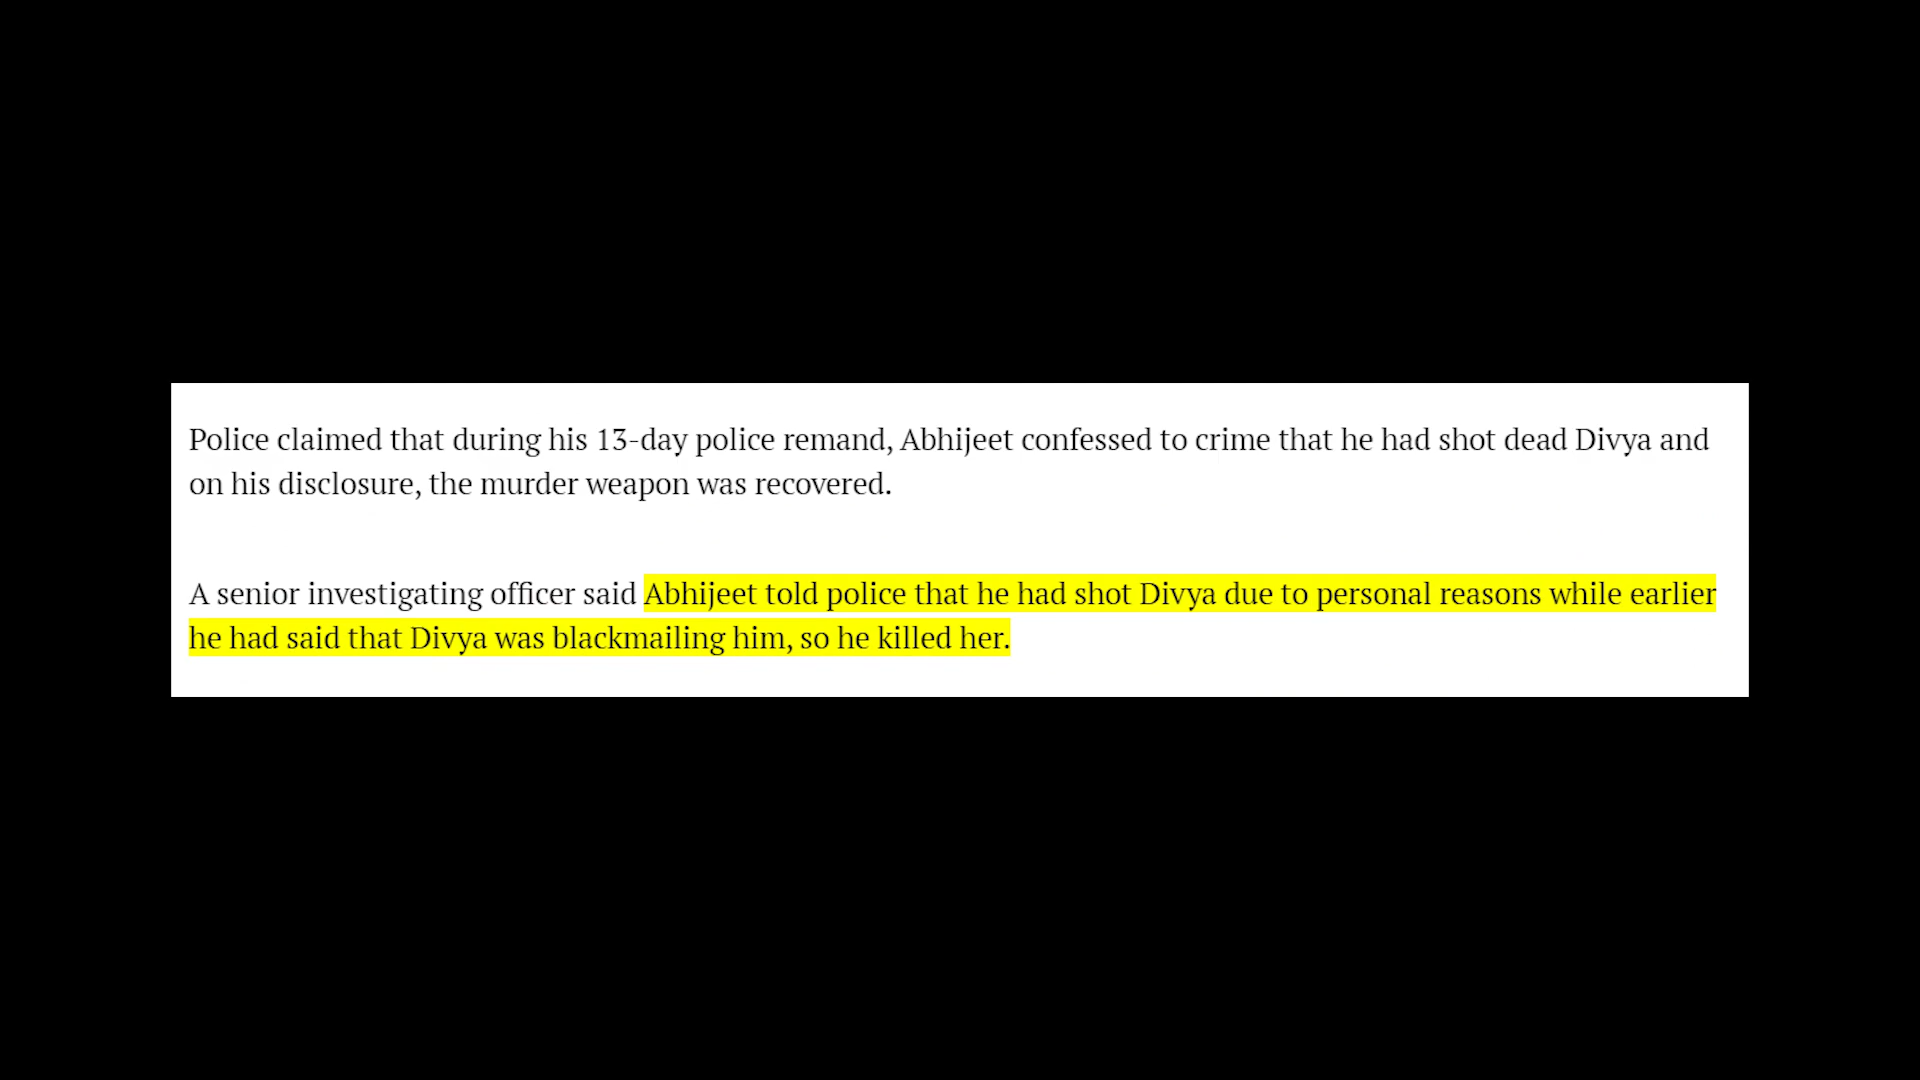 Police claimed that during his 13-day police remand, Abhijeet confessed to crime that he had shot dead Divya and
on his disclosure, the murder weapon was recovered.
A senior investigating officer said Abhijeet told police that he had shot Divya due to personal reasons while earlier
he had said that Divya was blackmailing him, so he killed her.